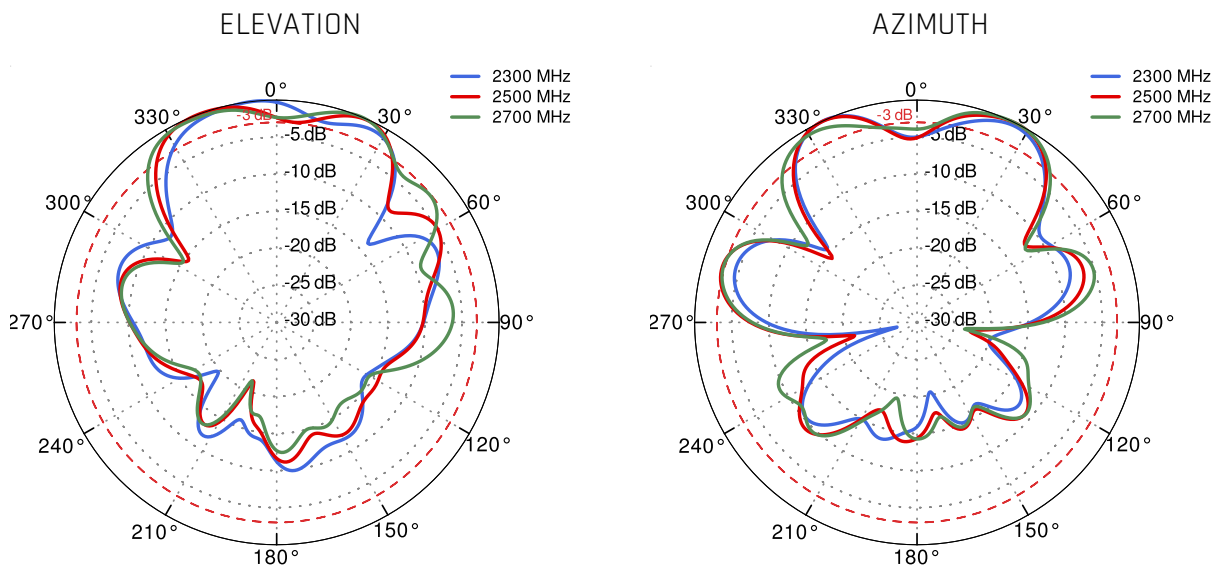 ELEVATION
2300 MHz
2500 MHz
2700 MHz
0°
330°
30°
-3 dB
-5 dB
-10 dB
300°
60°
-15 dB
-20 dB
-25 dB
270°
-30 dB
90°
240°
120°
210°
150°
180°
AZIMUTH
2300 MHz
2500 MHz
2700 MHz
0°
330°
30°
-3 dB
-5 dB
-10 dB
300°
60°
-15 dB
-20 dB
-25 dB
270°
-30 dB
90°
240°
120°
210°
150°
180°